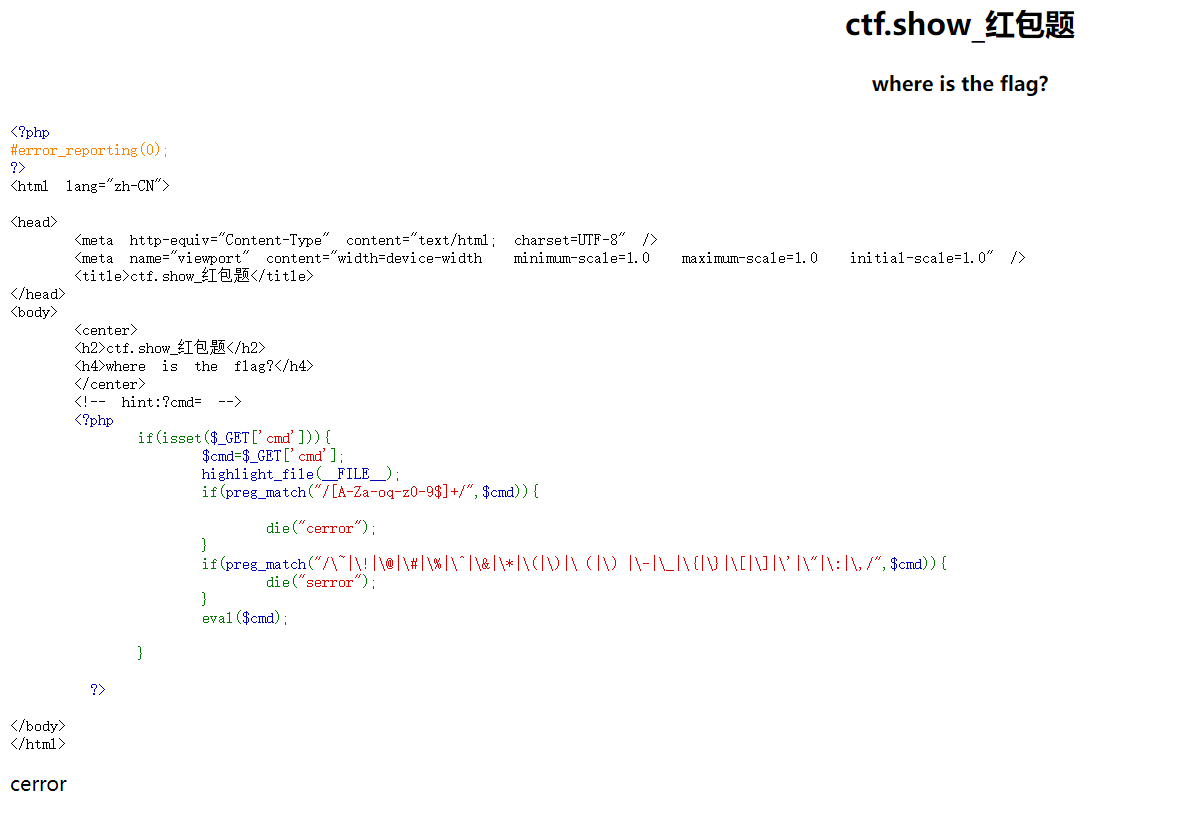 ctf.show_红包题
where is the flag?
<?php
#error_reporting(0);
?>
<html lang="zh-CN">
<head>
<meta http-equiv="Content-Type" content="text/html; charset=UTF-8" />
<meta name="viewport" content="width=device-width minimum-scale=1.0 maximum-scale=1.0 initial-scale=1.0" />
<title>ctf.show_红包题</title>
</head>
<body>
<center>
<h2>ctf.show_红包题</h2>
<h4>where is the flag?</h4>
</center>
<!-- hint:?cmd= -->
<?php
if(isset($_GET['cmd'])){
$cmd=$_GET['cmd'];
highlight_file(__FILE__);
if(preg_match("/[A-Za-oq-z0-9$]+/",$cmd)){
die("cerror");
}
if(preg_match("/\~|\!|\@|\#|\%|\^|\&|\*|\(|\)|\（|\）|\-|\_|\{|\}|\[|\]|\'|\"|\:|\,/",$cmd)){
die("serror");
}
eval($cmd);
}
?>
</body>
</html>
cerror